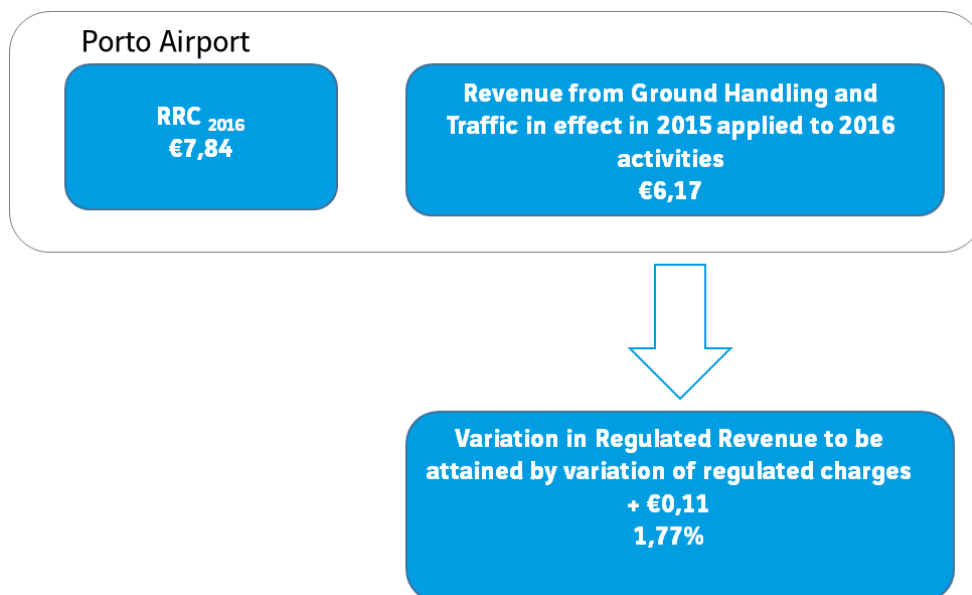 Porto Airport
RRC 2016
€7,84
Revenue from Ground Handling and
Traffic in effect in 2015 applied to 2016
activities
€6,17
Variation in Regulated Revenue to be
attained by variation of regulated charges
+ €0,11
1,77%